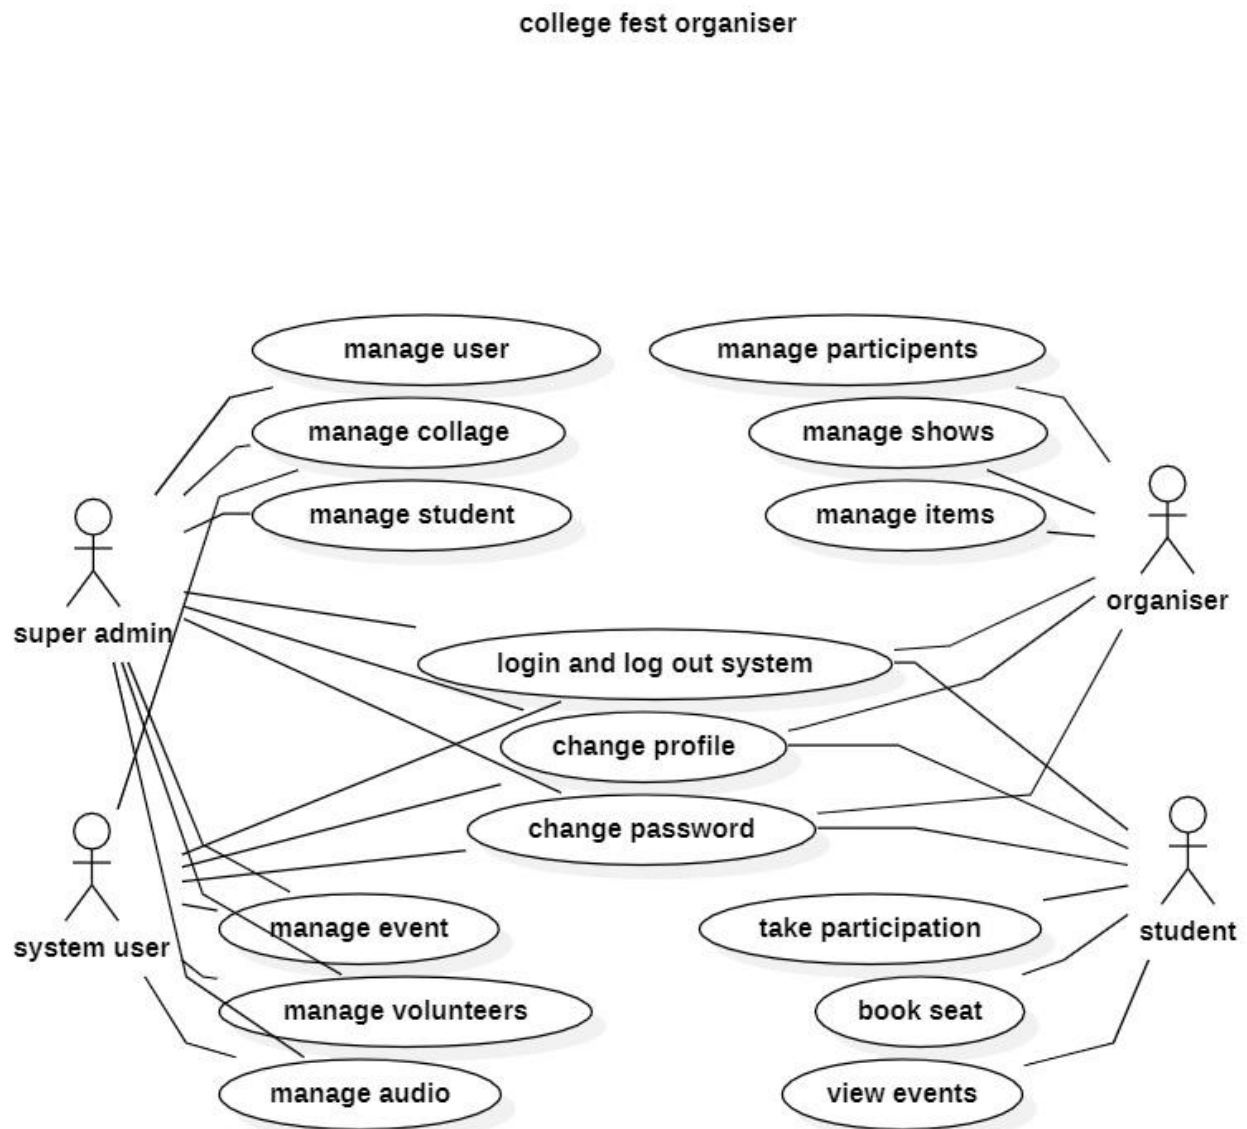 college fest organiser
manage user
manage participents
manage collage
manage shows
manage student
manage items
super admin
organiser
login and log out system
change profile
change password
system user
student
manage event
take participation
manage volunteers
book seat
manage audio
view events